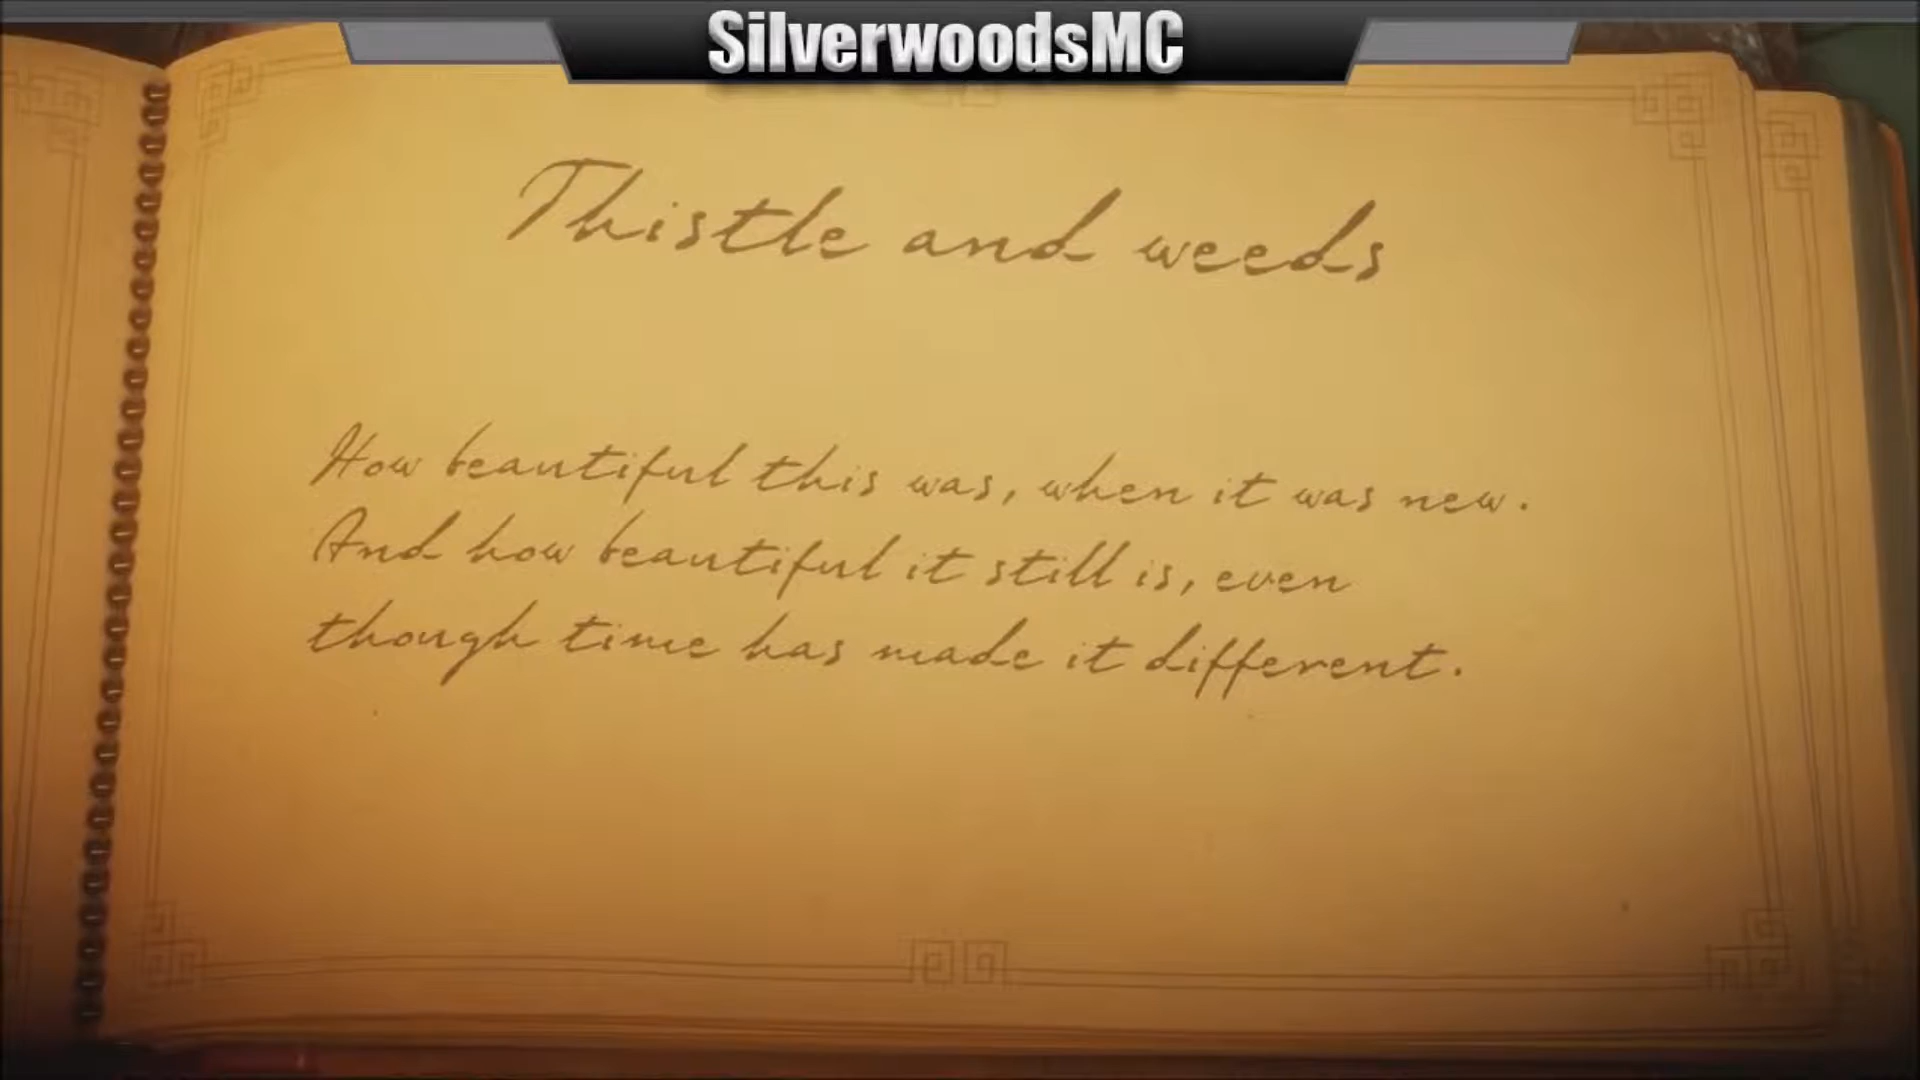 SilverwoodsMC
Thistle and weeds
How beautiful this was, when it was new.
And how beautiful it still is, even
though time has made it different.